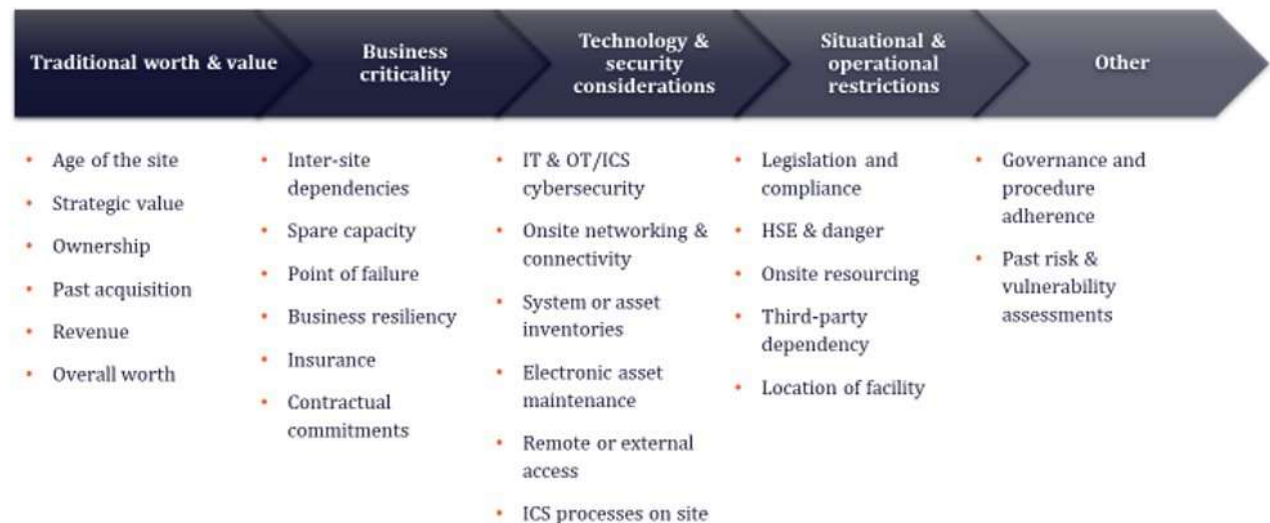 Traditional worth & value
Business
criticality
Technology &
security
considerations
Situational &
operational
restrictions
Other
• Age of the site
• Strategic value
• Ownership
• Past acquisition
• Revenue
• Overall worth
• Inter-site
dependencies
• Spare capacity
• Point of failure
• Business resiliency
• Insurance
• Contractual
commitments
• IT & OT/ICS
cybersecurity
• Onsite networking &
connectivity
• System or asset
inventories
• Electronic asset
maintenance
• Remote or external
access
• ICS processes on site
• Legislation and
compliance
• HSE & danger
• Onsite resourcing
• Third-party
dependency
• Location of facility
• Governance and
procedure
adherence
• Past risk &
vulnerability
assessments